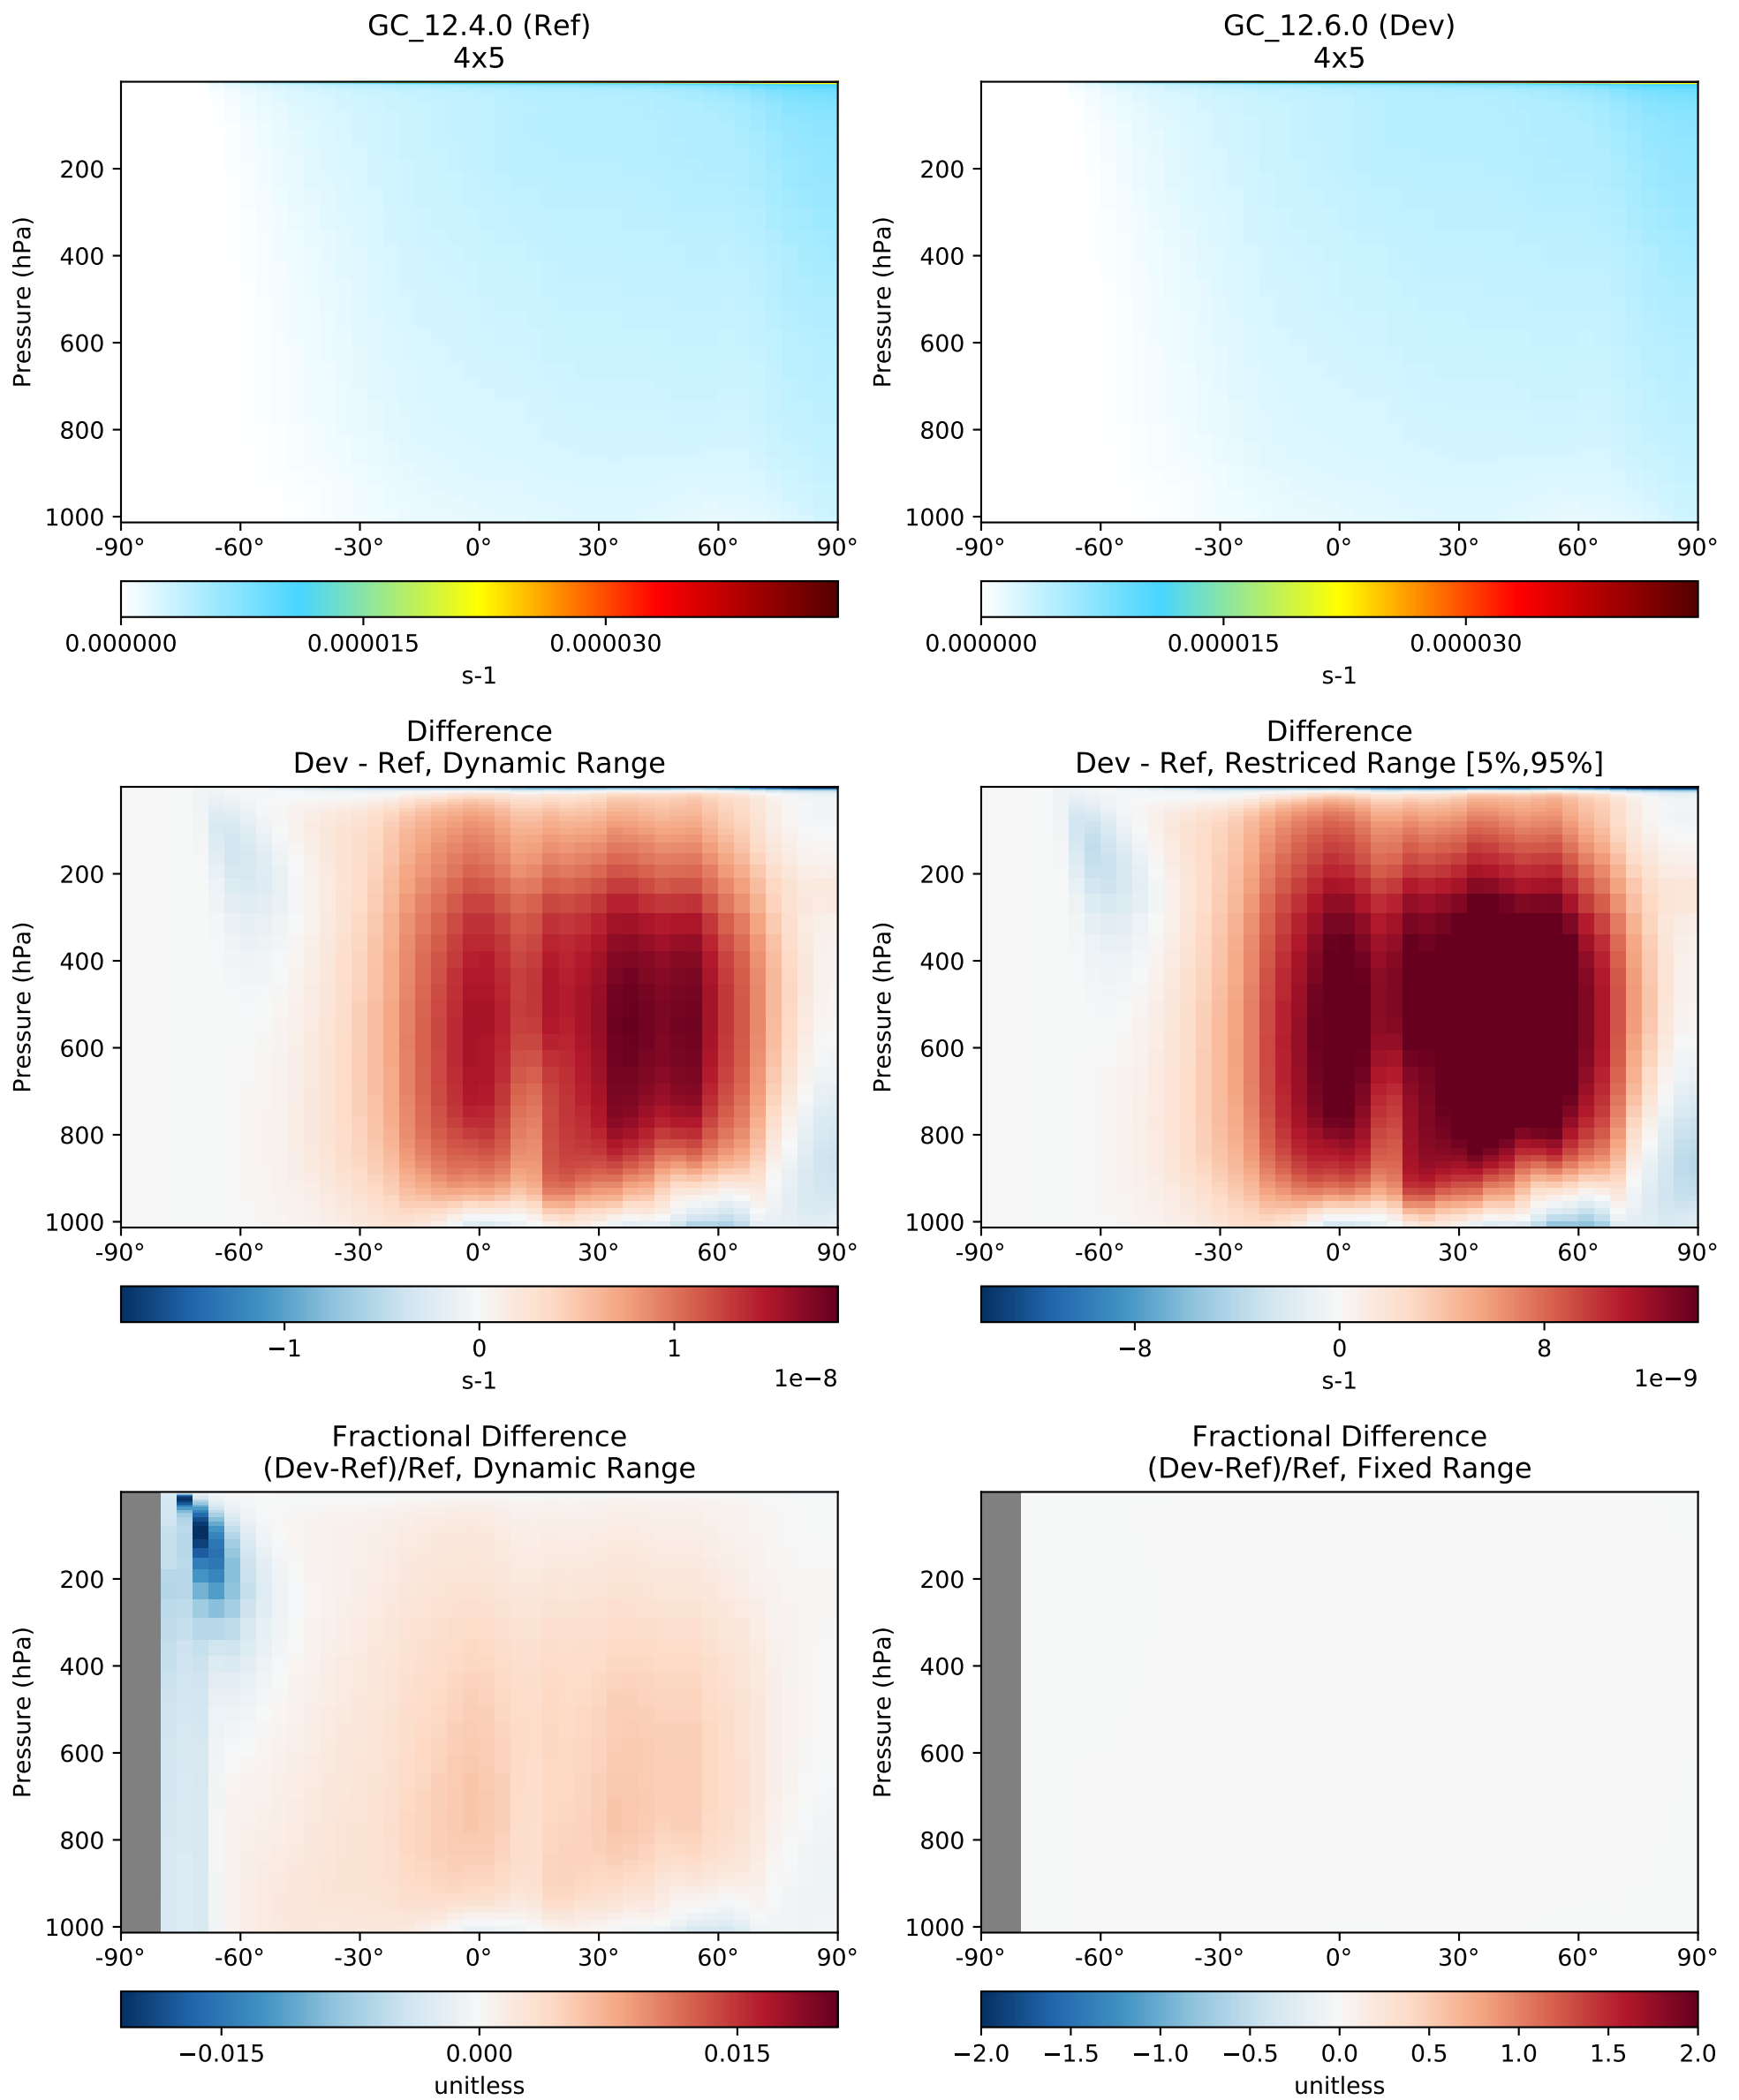 GC_12.4.0 (Ref)
4x5
GC_12.6.0 (Dev)
4x5
Pressure (hPa)
200
400
600
800
1000
-90° -60° -30° 0° 30° 60° 90°
0.000000 0.000015 0.000030
s-1
Pressure (hPa)
200
400
600
800
1000
-90° -60° -30° 0° 30° 60° 90°
0.000000 0.000015 0.000030
s-1
Difference
Dev - Ref, Dynamic Range
Pressure (hPa)
200
400
600
800
1000
-90° -60° -30° 0° 30° 60° 90°
−1 0 1
s-1 1e−8
Difference
Dev - Ref, Restriced Range [5%,95%]
Pressure (hPa)
200
400
600
800
1000
-90° -60° -30° 0° 30° 60° 90°
−8 0 8
s-1 1e−9
Fractional Difference
(Dev-Ref)/Ref, Dynamic Range
Pressure (hPa)
200
400
600
800
1000
-90° -60° -30° 0° 30° 60° 90°
−0.015 0.000 0.015
unitless
Fractional Difference
(Dev-Ref)/Ref, Fixed Range
Pressure (hPa)
200
400
600
800
1000
-90° -60° -30° 0° 30° 60° 90°
−2.0 −1.5 −1.0 −0.5 0.0 0.5 1.0 1.5 2.0
unitless